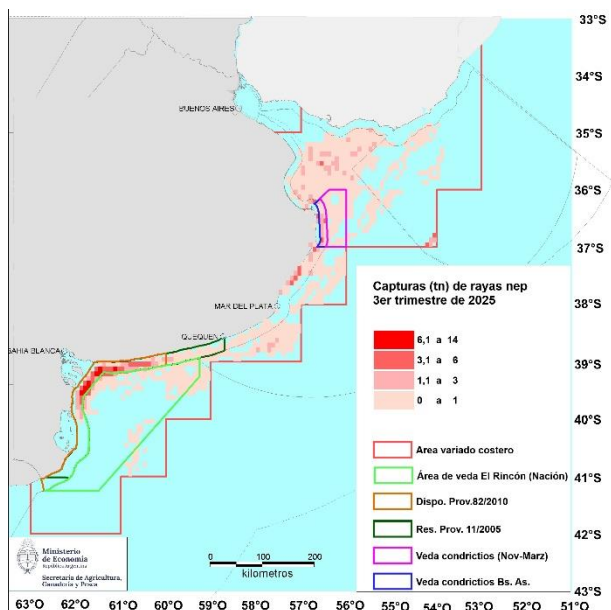 33°S
34°S
BUENOS AIRES
35°S
36°S
37°S
MAR DEL PLATA
38°S
QUEQUEN
BAHIA BLANCA
39°S
40°S
41°S
42°S
43°S
Capturas (tn) de rayas nep
3er trimestre de 2025
6,1 a 14
3,1 a 6
1,1 a 3
0 a 1
Area variado costero
Área de veda El Rincón (Nación)
Dispo. Prov.82/2010
Res. Prov. 11/2005
Veda condrictios (Nov-Marz)
Veda condrictios Bs. As.
Ministerio
de Economía
República Argentina
Secretaría de Agricultura,
Ganadería y Pesca
0 100 200
kilometros
63°O 62°O 61°O 60°O 59°O 58°O 57°O 56°O 55°O 54°O 53°O 52°O 51°O